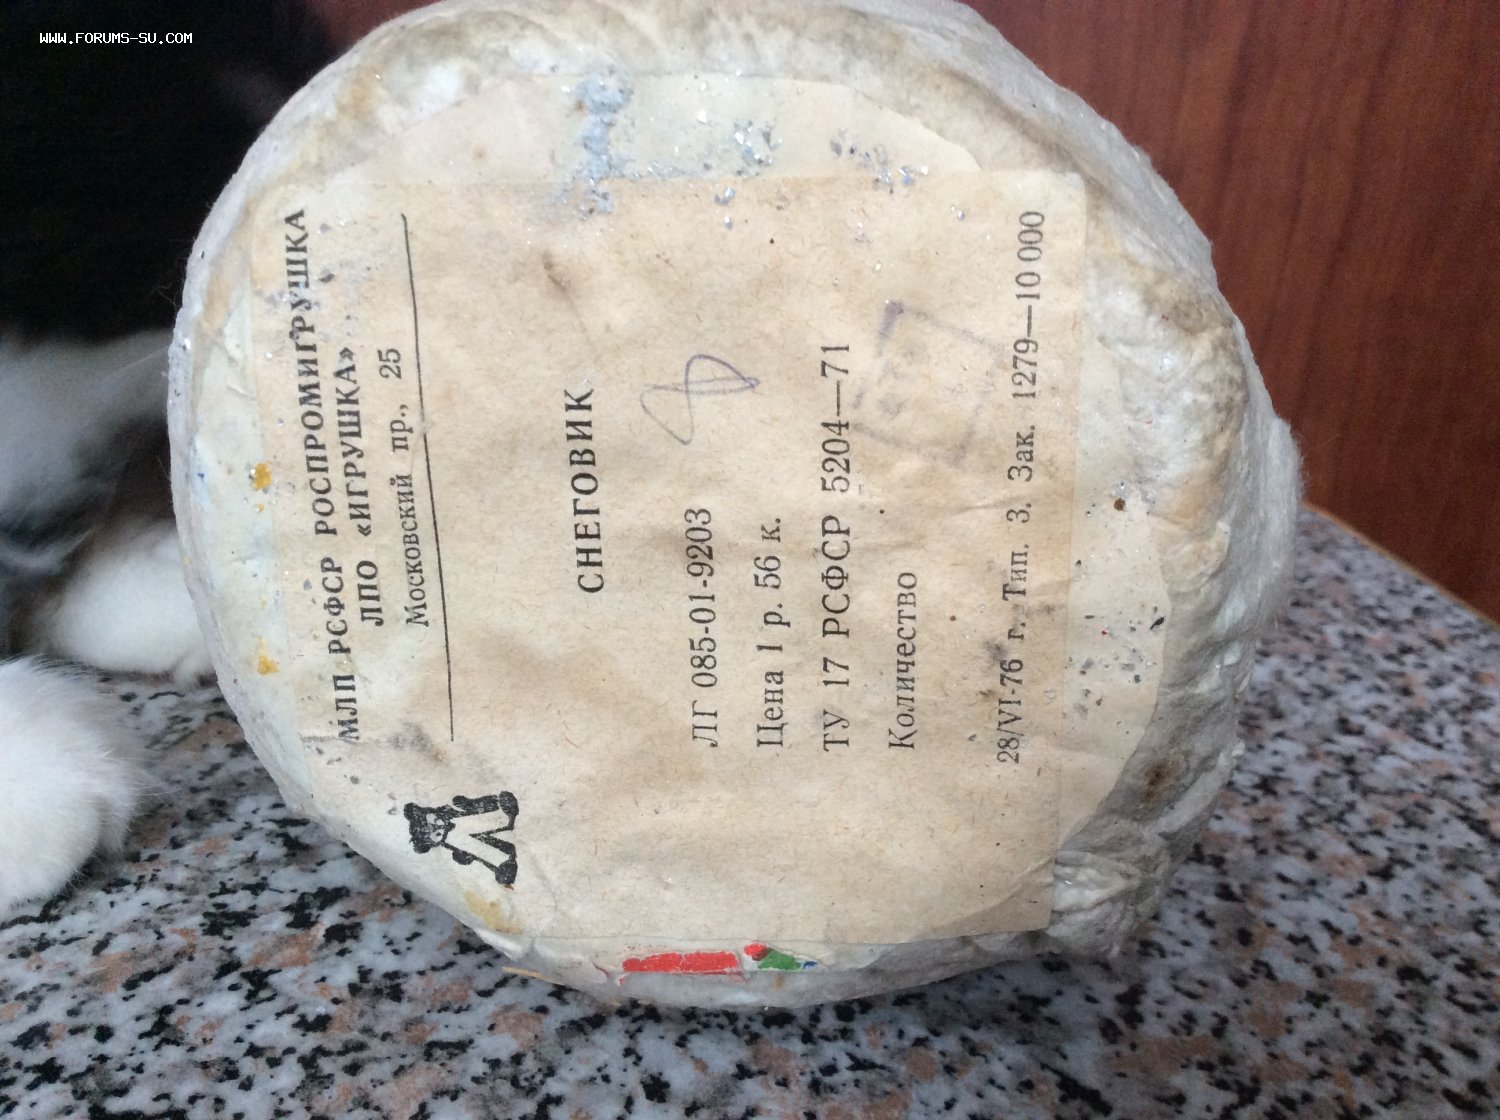 WWW.FORUMS-SU.COM
МЛП РСФСР РОСПРОМИГРУШКА
ЛПО «ИГРУШКА»
Московский пр., 25
СНЕГОВИК
ЛГ 085-01-9203
Цена 1 р. 56 к.
ТУ 17 РСФСР 5204—71
Количество
28/VI-76 г. Тип. 3. Зак. 1279—10 000